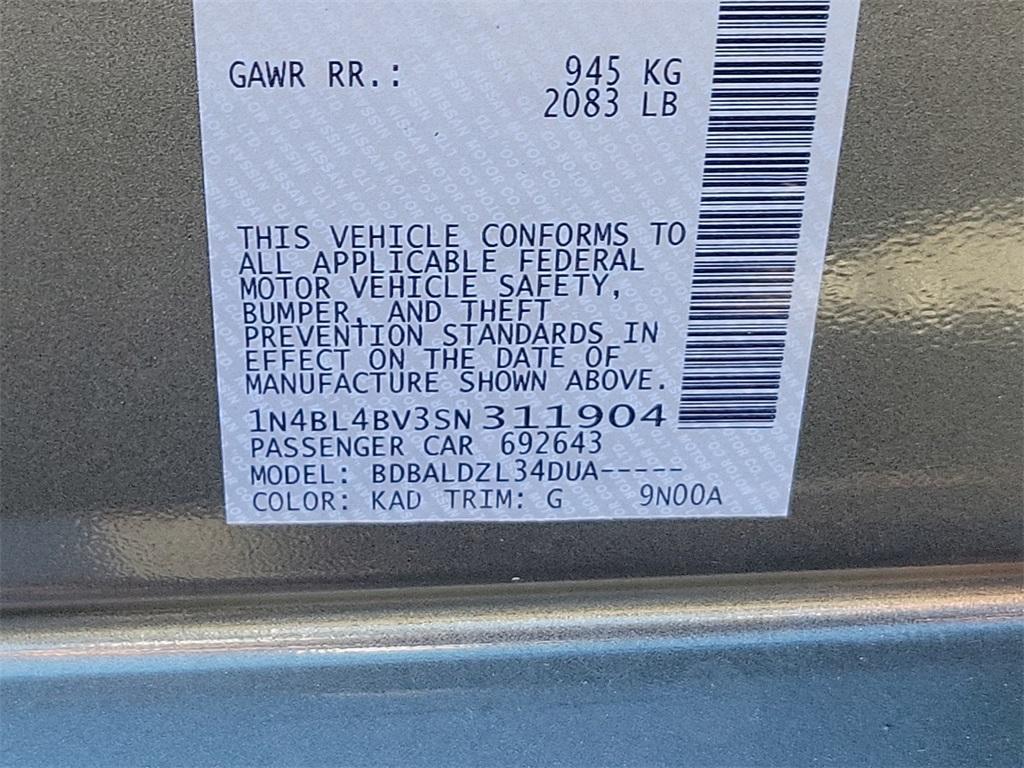 GAWR RR.: 945 KG
2083 LB
THIS VEHICLE CONFORMS TO
ALL APPLICABLE FEDERAL
MOTOR VEHICLE SAFETY,
BUMPER, AND THEFT
PREVENTION STANDARDS IN
EFFECT ON THE DATE OF
MANUFACTURE SHOWN ABOVE.
1N4BL4BV3SN311904
PASSENGER CAR 692643
MODEL: BDBALDZL34DUA-----
COLOR: KAD TRIM: G 9N00A